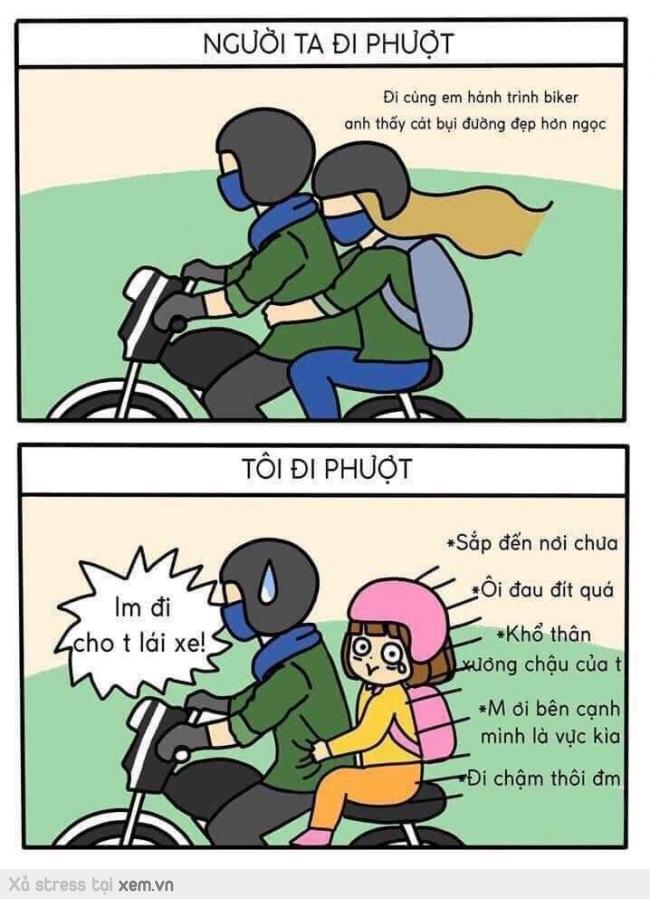 NGƯỜI TA ĐI PHƯỢT
Đi cùng em hành trình biker
anh thấy cát bụi đường đẹp hơn ngọc
TÔI ĐI PHƯỢT
Im đi
cho t lái xe!
*Sắp đến nơi chưa
*Ôi đau đít quá
*Khổ thân
xương chậu của t
*M ơi bên cạnh
mình là vực kìa
*Đi chậm thôi đm
Xả stress tại xem.vn